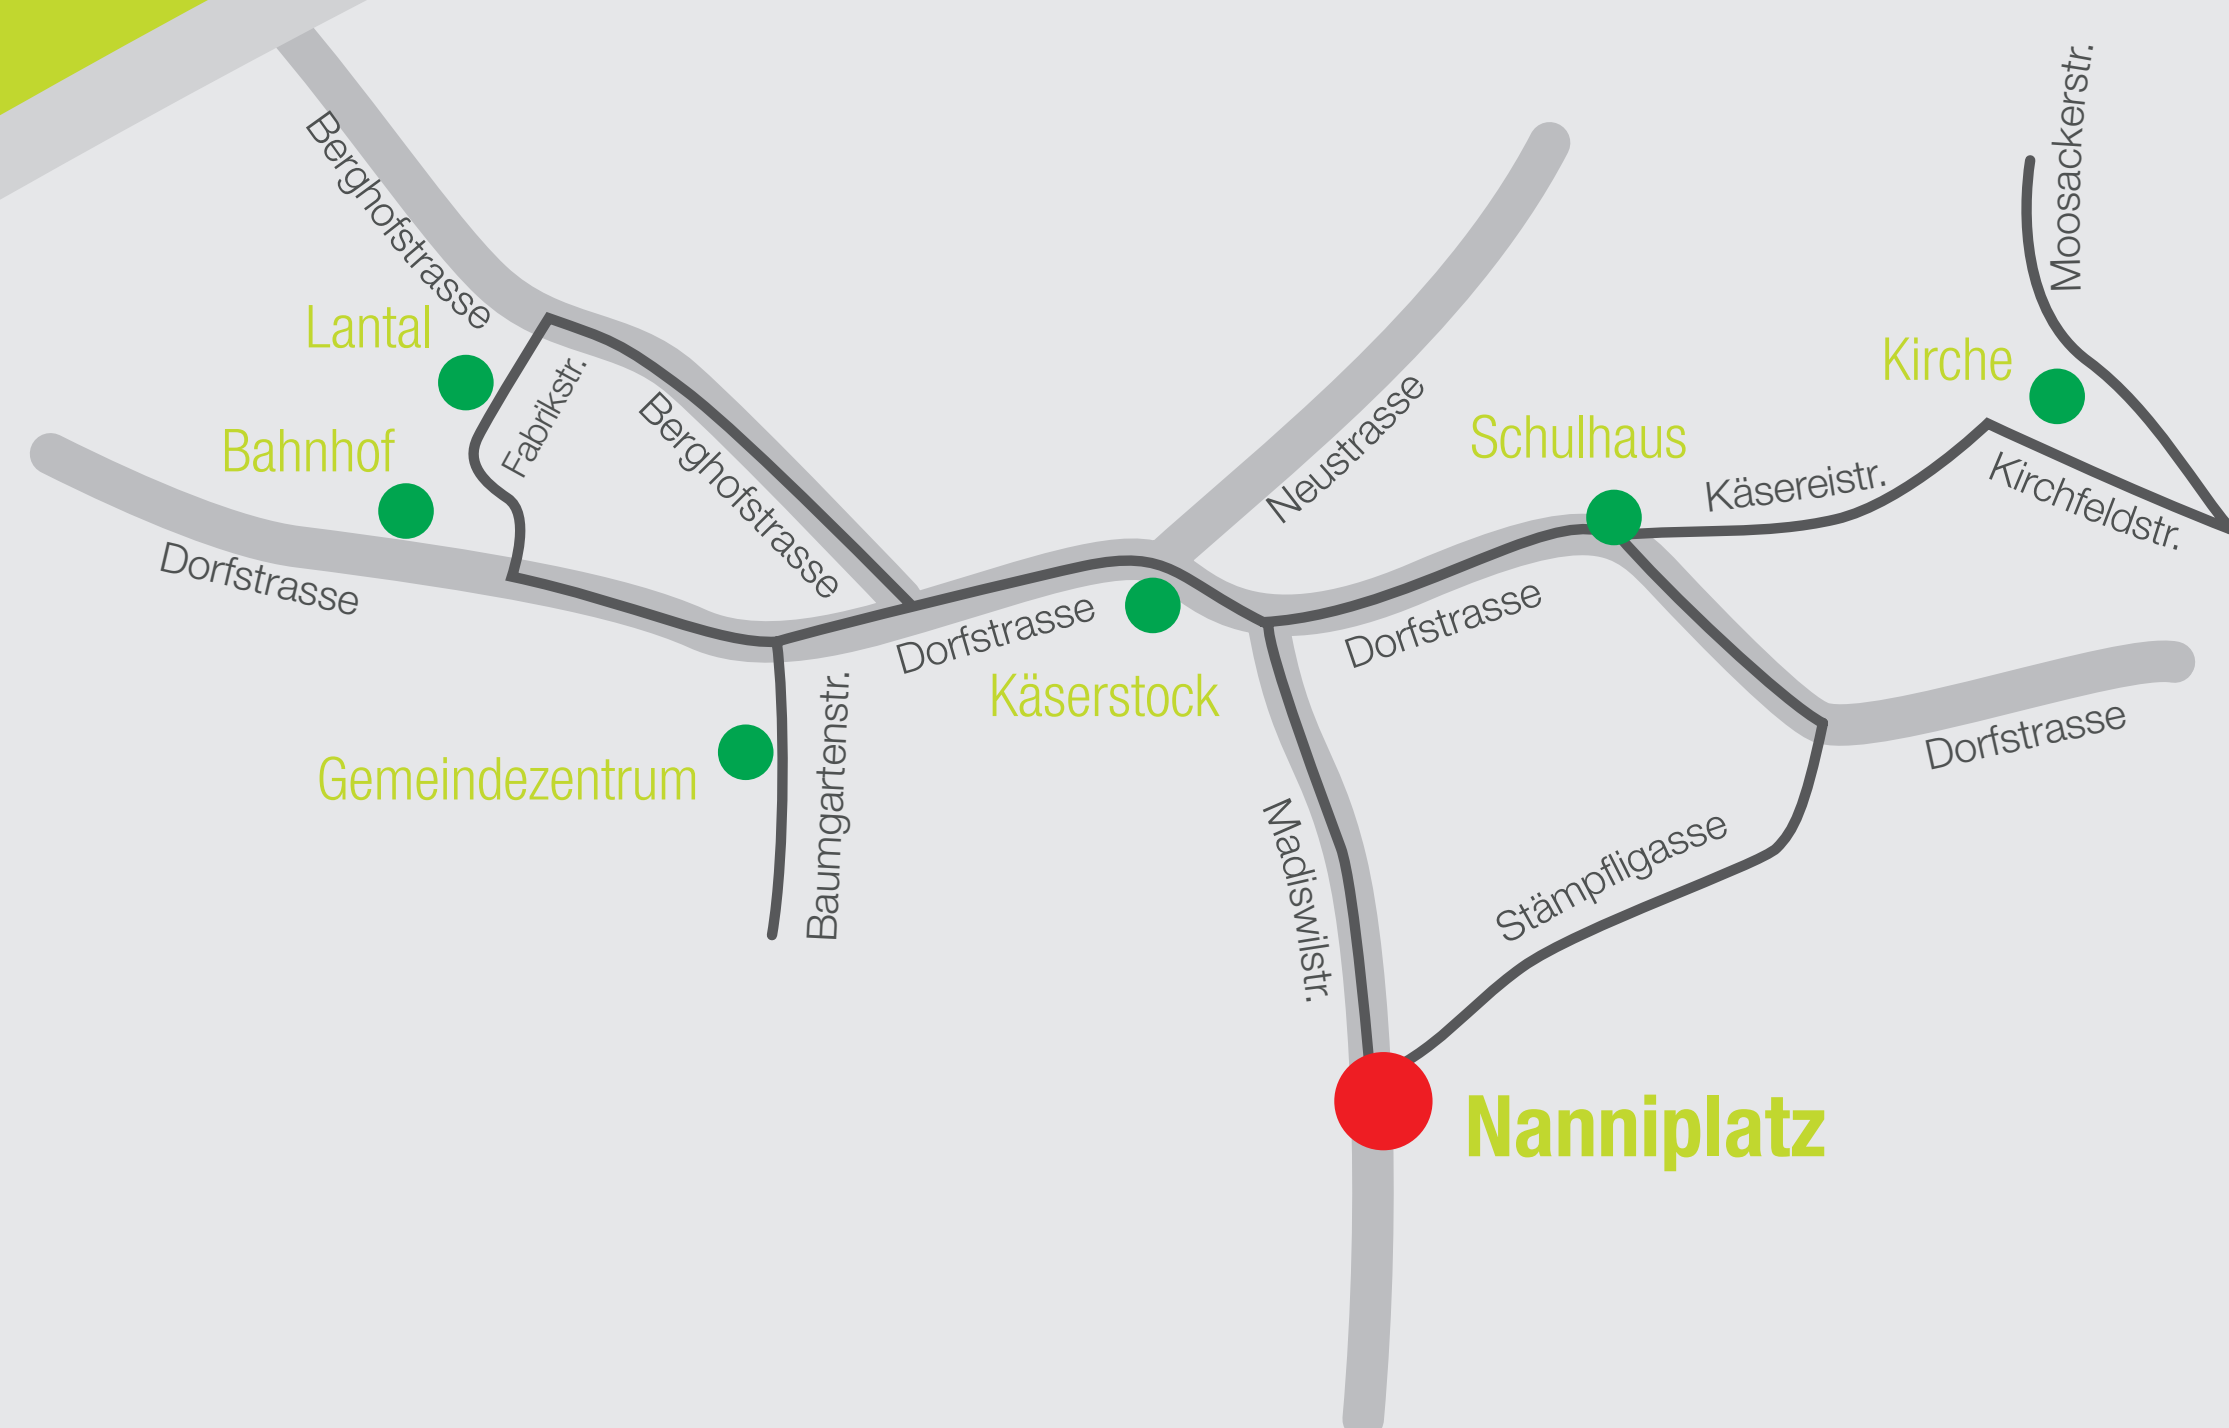 Moosackerstr.
Berghofstrasse
Lantal
Fabrikstr.
Kirche
Bahnhof
Berghofstrasse
Neustrasse
Schulhaus
Käsereistr.
Kirchfeldstr.
Dorfstrasse
Dorfstrasse
Dorfstrasse
Käserstock
Dorfstrasse
Gemeindezentrum
Baumgartenstr.
Madiswilstr.
Stämpfligasse
Nanniplatz